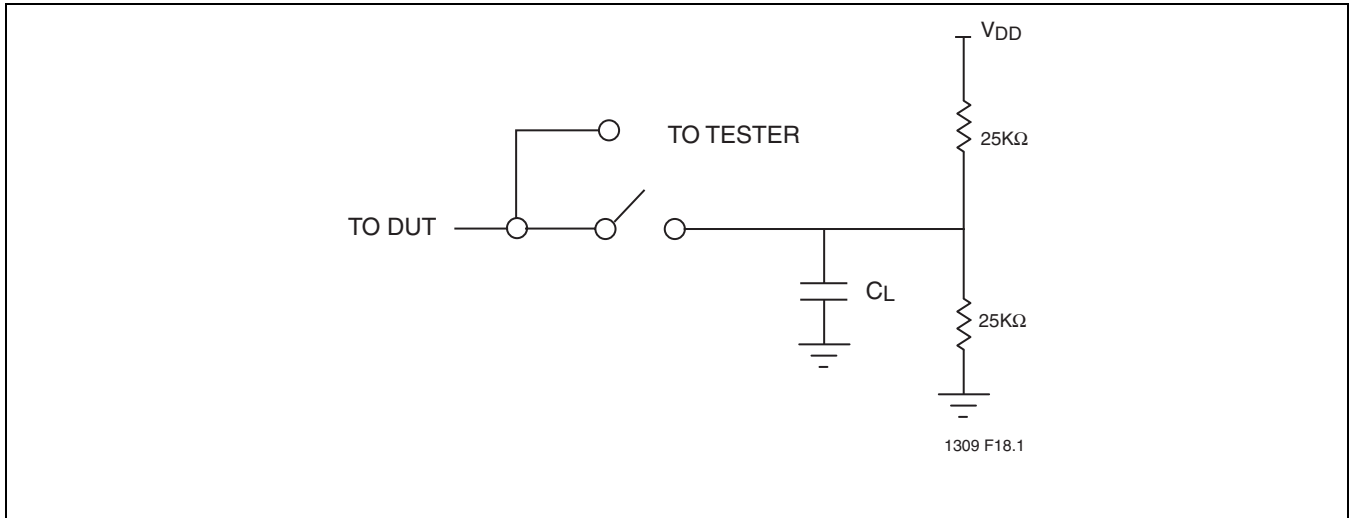 VDD
25KΩ
TO TESTER
TO DUT
CL
25KΩ
1309 F18.1